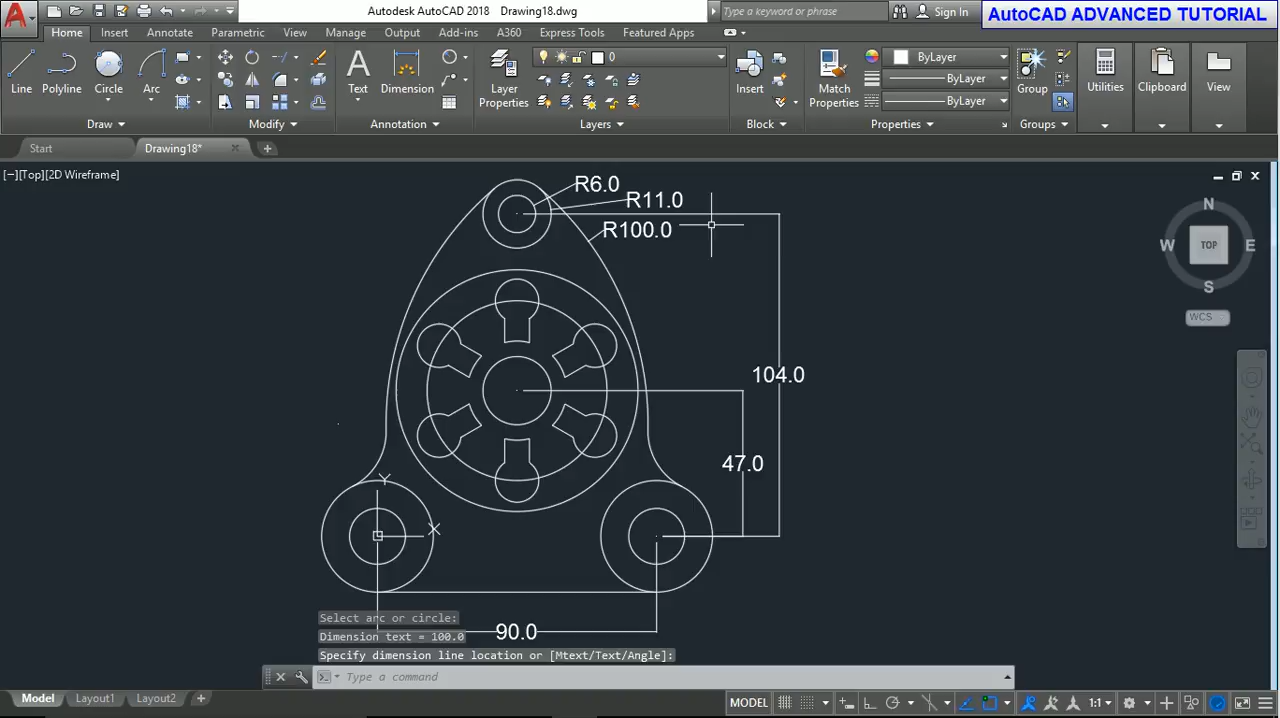 Autodesk AutoCAD 2018 Drawing18.dwg
Type a keyword or phrase
Sign In
AutoCAD ADVANCED TUTORIAL
Home Insert Annotate Parametric View Manage Output Add-ins A360 Express Tools Featured Apps
Line Polyline Circle Arc
Text Dimension
Layer Properties
0
Insert
Match Properties
ByLayer
ByLayer
ByLayer
Group
Utilities Clipboard View
Draw Modify Annotation Layers Block Properties Groups
Start Drawing18*
[−][Top][2D Wireframe]
R6.0
R11.0
R100.0
N
W TOP E
S
WCS
104.0
47.0
Y
X
90.0
Select arc or circle:
Dimension text = 100.0
Specify dimension line location or [Mtext/Text/Angle]:
Type a command
Model Layout1 Layout2
MODEL 1:1